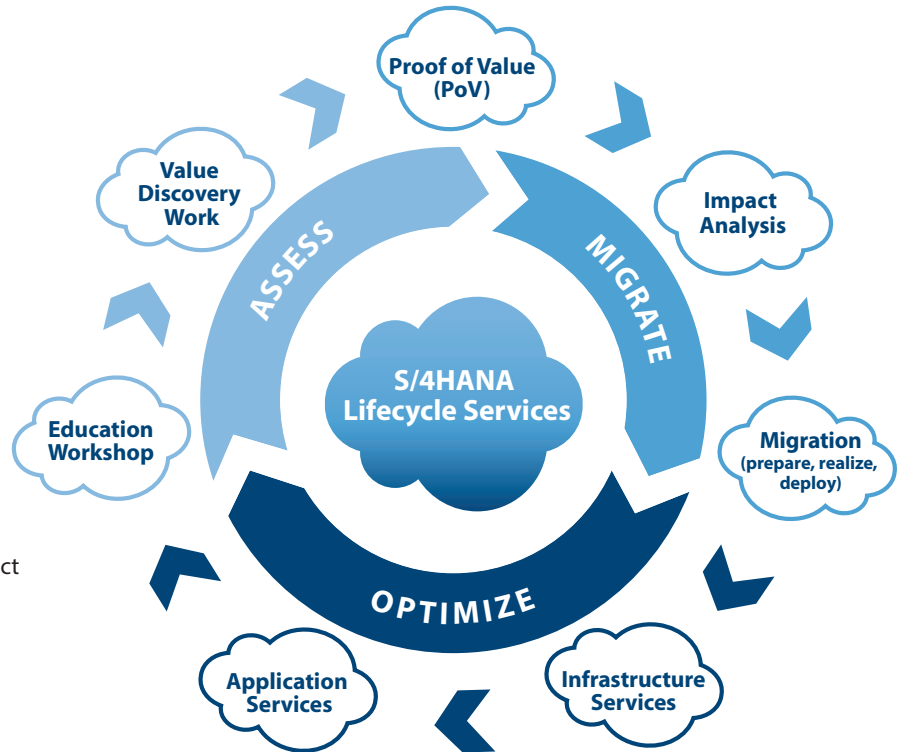 Proof of Value
(PoV)
Value
Discovery
Work
Impact
Analysis
ASSESS
MIGRATE
S/4HANA
Lifecycle Services
Education
Workshop
Migration
(prepare, realize,
deploy)
ct
OPTIMIZE
Application
Services
Infrastructure
Services